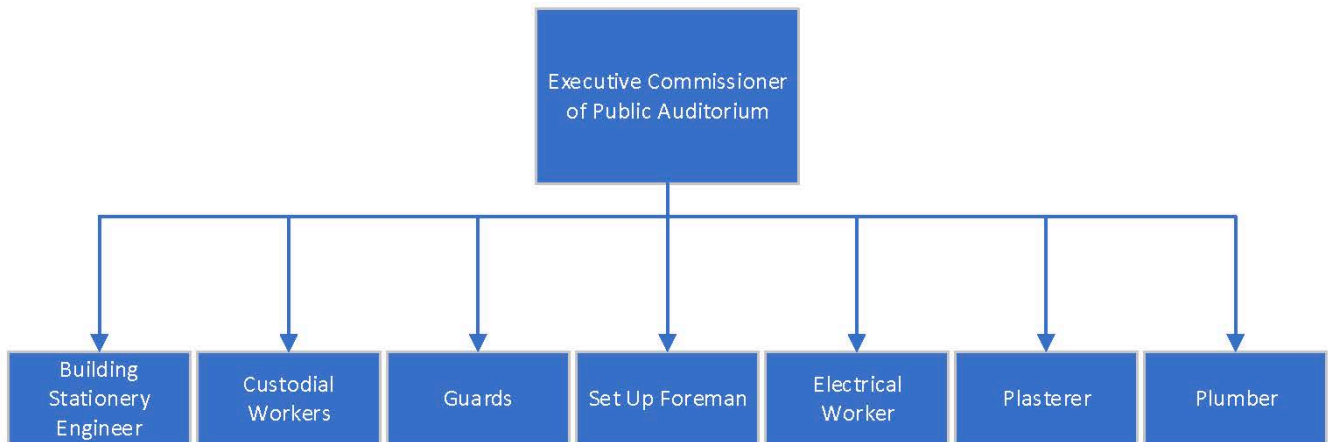 Executive Commissioner
of Public Auditorium
Building
Stationery
Engineer
Custodial
Workers
Guards
Set Up Foreman
Electrical
Worker
Plasterer
Plumber